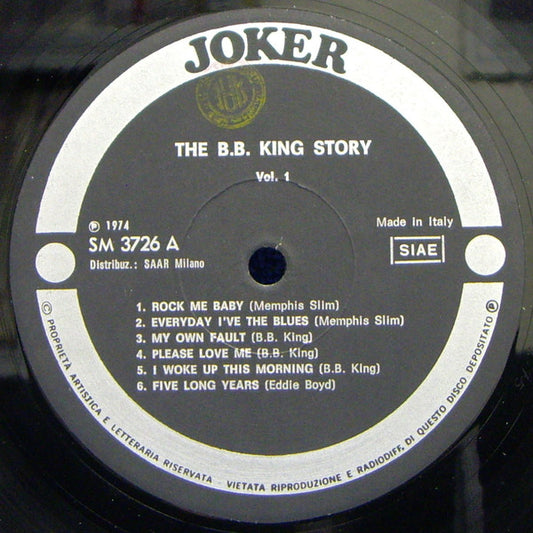 JOKER
THE B.B. KING STORY
Vol. 1
℗ 1974
SM 3726 A
Distribuz.: SAAR Milano
Made in Italy
SIAE
1. ROCK ME BABY (Memphis Slim)
2. EVERYDAY I'VE THE BLUES (Memphis Slim)
3. MY OWN FAULT (B.B. King)
4. PLEASE LOVE ME (B.B. King)
5. I WOKE UP THIS MORNING (B.B. King)
6. FIVE LONG YEARS (Eddie Boyd)
© PROPRIETÀ ARTISTICA E LETTERARIA RISERVATA - VIETATA RIPRODUZIONE E RADIODIFF. DI QUESTO DISCO DEPOSITATO ℗